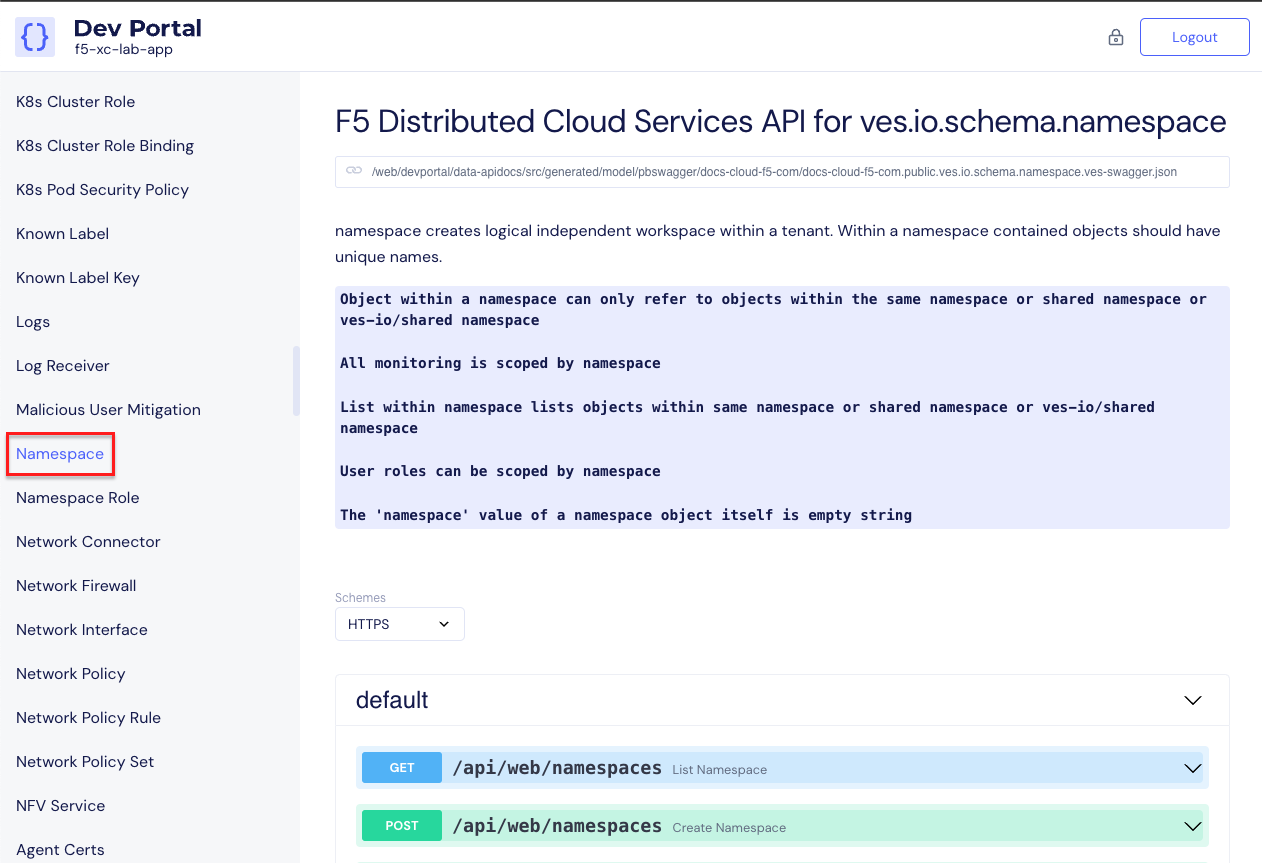 {} Dev Portal
f5-xc-lab-app
Logout
K8s Cluster Role
K8s Cluster Role Binding
K8s Pod Security Policy
Known Label
Known Label Key
Logs
Log Receiver
Malicious User Mitigation
Namespace
Namespace Role
Network Connector
Network Firewall
Network Interface
Network Policy
Network Policy Rule
Network Policy Set
NFV Service
Agent Certs
F5 Distributed Cloud Services API for ves.io.schema.namespace
/web/devportal/data-apidocs/src/generated/model/pbswagger/docs-cloud-f5-com/docs-cloud-f5-com.public.ves.io.schema.namespace.ves-swagger.json
namespace creates logical independent workspace within a tenant. Within a namespace contained objects should have
unique names.
Object within a namespace can only refer to objects within the same namespace or shared namespace or
ves-io/shared namespace
All monitoring is scoped by namespace
List within namespace lists objects within same namespace or shared namespace or ves-io/shared
namespace
User roles can be scoped by namespace
The 'namespace' value of a namespace object itself is empty string
Schemes
HTTPS
default
GET /api/web/namespaces List Namespace
POST /api/web/namespaces Create Namespace